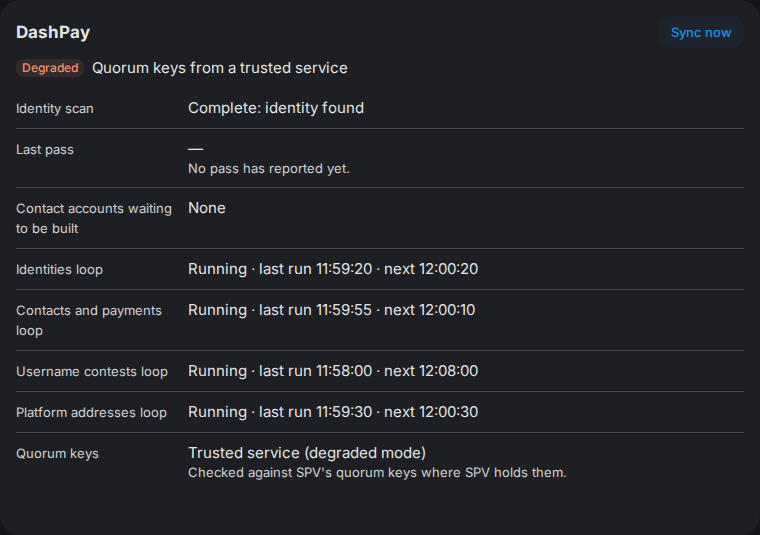 DashPay
Sync now
Degraded Quorum keys from a trusted service
Identity scan Complete: identity found
Last pass —
No pass has reported yet.
Contact accounts waiting to be built None
Identities loop Running · last run 11:59:20 · next 12:00:20
Contacts and payments loop Running · last run 11:59:55 · next 12:00:10
Username contests loop Running · last run 11:58:00 · next 12:08:00
Platform addresses loop Running · last run 11:59:30 · next 12:00:30
Quorum keys Trusted service (degraded mode)
Checked against SPV's quorum keys where SPV holds them.